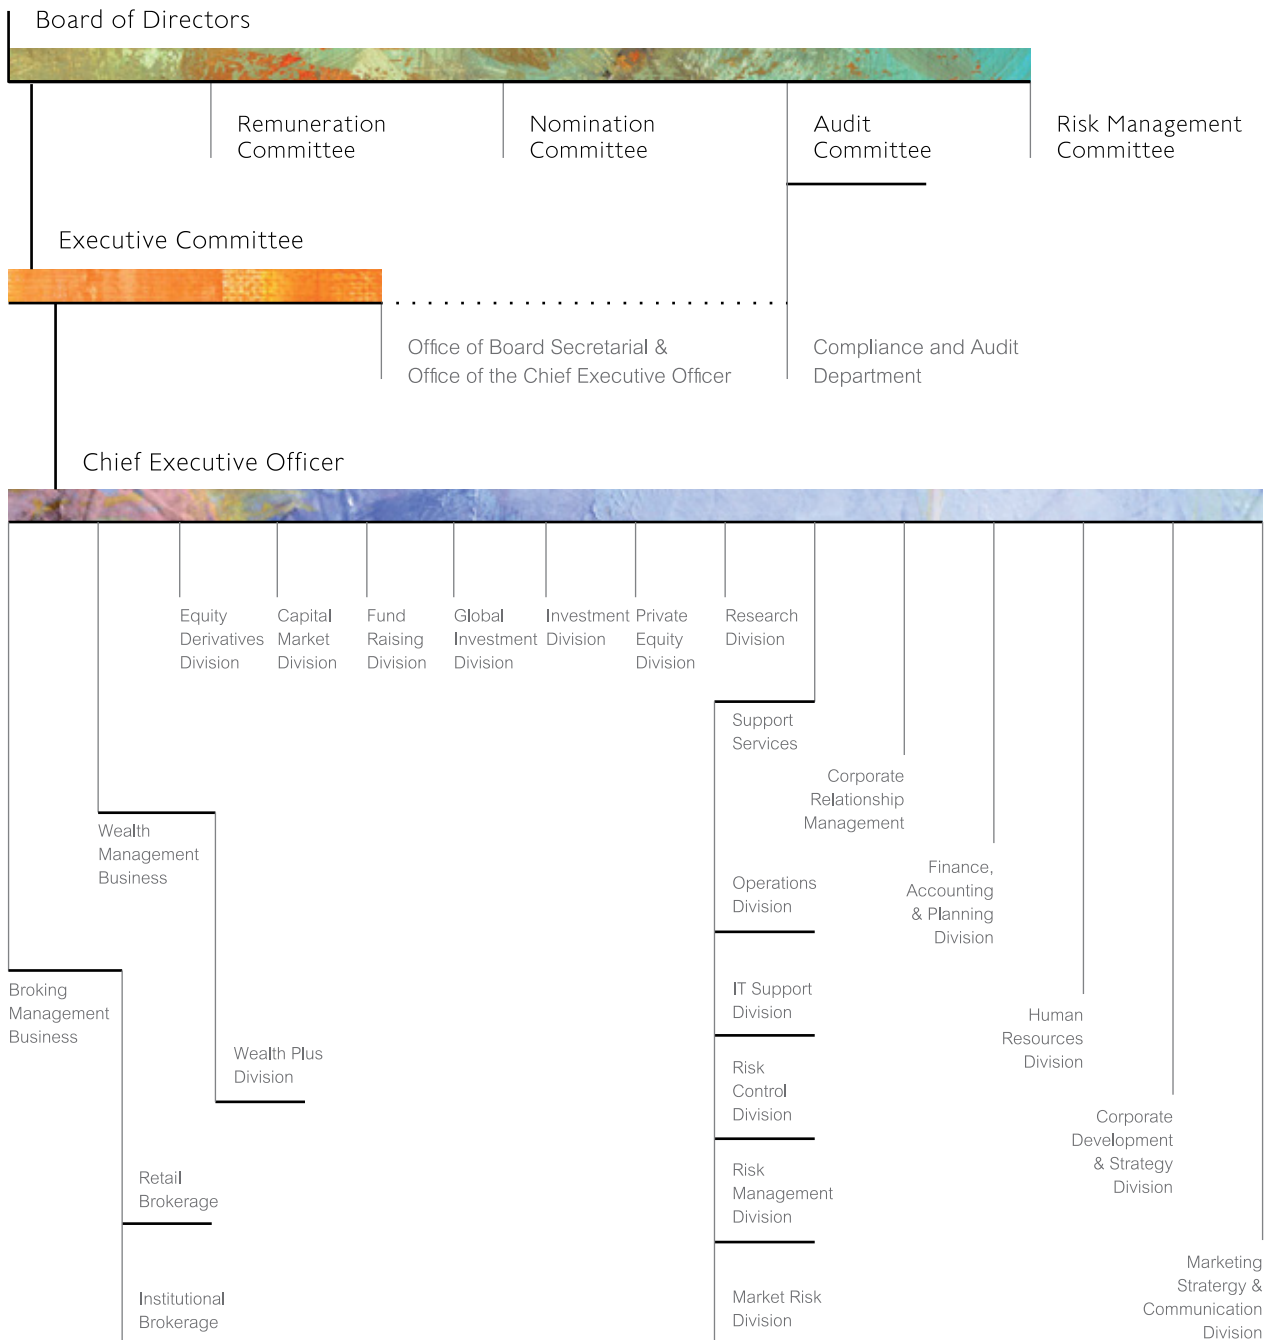 Board of Directors
Remuneration
Committee
Nomination
Committee
Audit
Committee
Risk Management
Committee
Executive Committee
Office of Board Secretarial &
Office of the Chief Executive Officer
Compliance and Audit
Department
Chief Executive Officer
Equity
Derivatives
Division
Capital
Market
Division
Fund
Raising
Division
Global
Investment
Division
Investment
Division
Private
Equity
Division
Research
Division
Support
Services
Corporate
Relationship
Management
Wealth
Management
Business
Operations
Division
Finance,
Accounting
& Planning
Division
Broking
Management
Business
IT Support
Division
Human
Resources
Division
Wealth Plus
Division
Risk
Control
Division
Corporate
Development
& Strategy
Division
Retail
Brokerage
Risk
Management
Division
Institutional
Brokerage
Market Risk
Division
Marketing
Stratergy &
Communication
Division